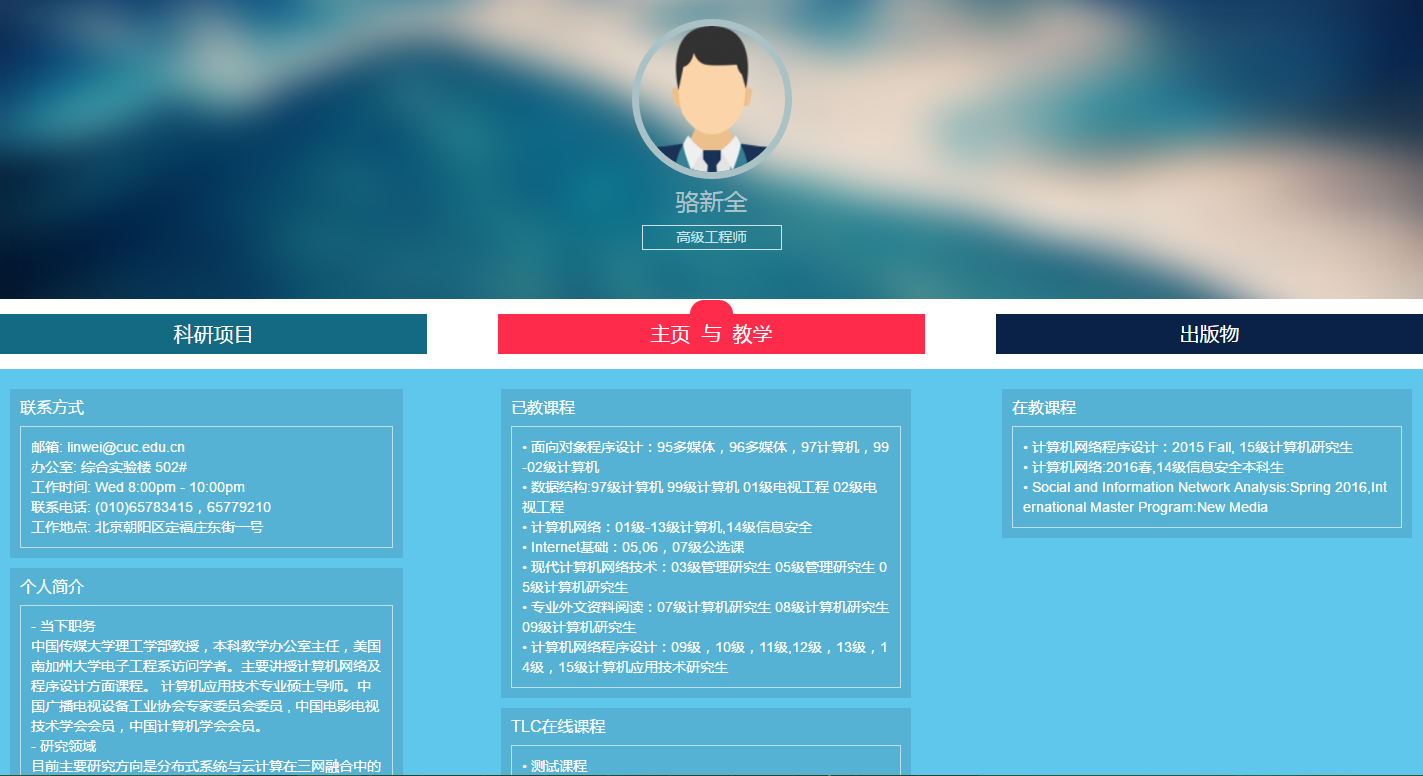 骆新全
高级工程师
科研项目
主页 与 教学
出版物
联系方式
邮箱: linwei@cuc.edu.cn
办公室: 综合实验楼 502#
工作时间: Wed 8:00pm - 10:00pm
联系电话: (010)65783415，65779210
工作地点: 北京朝阳区定福庄东街一号
个人简介
- 当下职务
中国传媒大学理工学部教授，本科教学办公室主任，美国
南加州大学电子工程系访问学者。主要讲授计算机网络及
程序设计方面课程。 计算机应用技术专业硕士导师。中
国广播电视设备工业协会专家委员会委员，中国电影电视
技术学会会员，中国计算机学会会员。
- 研究领域
目前主要研究方向是分布式系统与云计算在三网融合中的
已教课程
• 面向对象程序设计：95多媒体，96多媒体，97计算机，99
-02级计算机
• 数据结构:97级计算机 99级计算机 01级电视工程 02级电
视工程
• 计算机网络：01级-13级计算机,14级信息安全
• Internet基础：05,06，07级公选课
• 现代计算机网络技术：03级管理研究生 05级管理研究生 0
5级计算机研究生
• 专业外文资料阅读：07级计算机研究生 08级计算机研究生
09级计算机研究生
• 计算机网络程序设计：09级，10级，11级,12级，13级，1
4级，15级计算机应用技术研究生
TLC在线课程
• 测试课程
在教课程
• 计算机网络程序设计：2015 Fall, 15级计算机研究生
• 计算机网络:2016春,14级信息安全本科生
• Social and Information Network Analysis:Spring 2016,Int
ernational Master Program:New Media